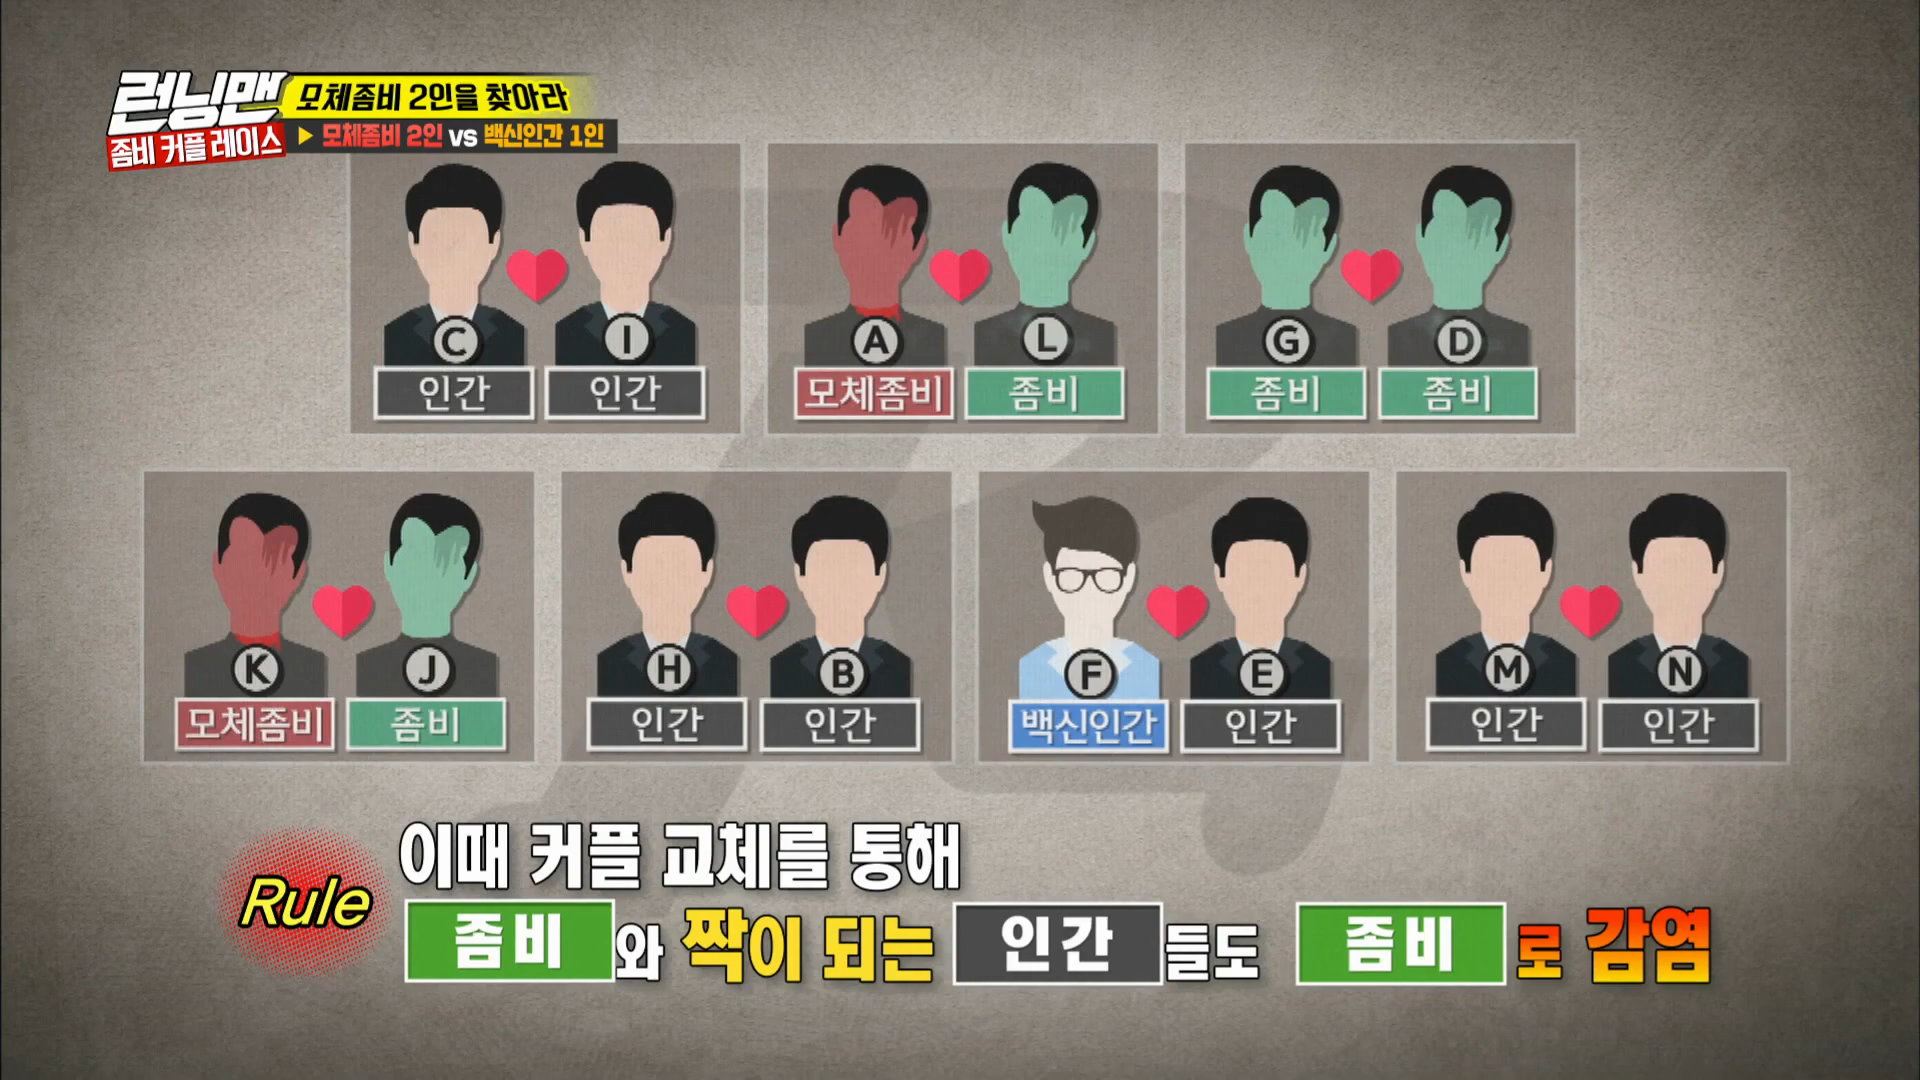 런닝맨
좀비 커플 레이스
모체좀비 2인을 찾아라
▶ 모체좀비 2인 vs 백신인간 1인
C I A L G D
인간 인간 모체좀비 좀비 좀비 좀비
K J H B F E M N
모체좀비 좀비 인간 인간 백신인간 인간 인간 인간
Rule
이때 커플 교체를 통해
좀비와 짝이 되는 인간들도 좀비로 감염